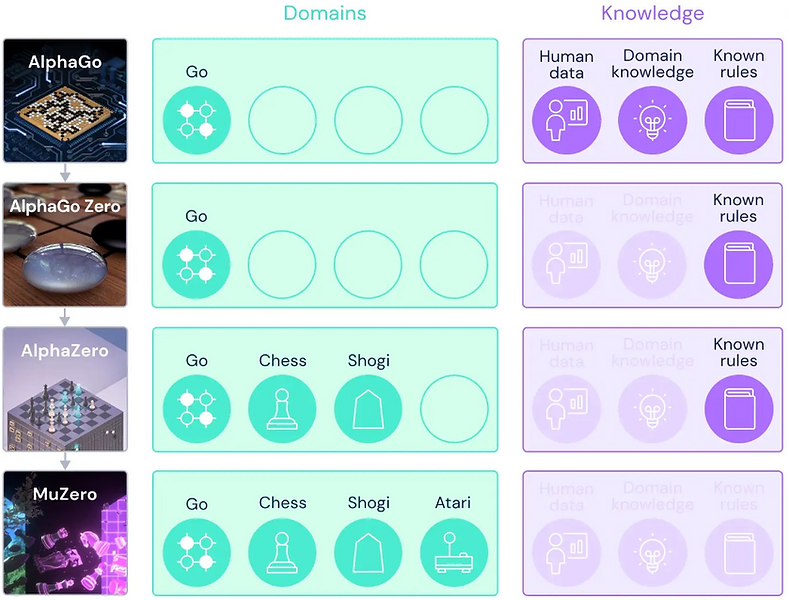 Domains
Knowledge
AlphaGo
Go
Human
data
Domain
knowledge
Known
rules
AlphaGo Zero
Go
Human
data
Domain
knowledge
Known
rules
AlphaZero
Go
Chess
Shogi
Human
data
Domain
knowledge
Known
rules
MuZero
Go
Chess
Shogi
Atari
Human
data
Domain
knowledge
Known
rules